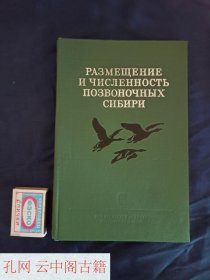 РАЗМЕЩЕНИЕ
И ЧИСЛЕННОСТЬ
ПОЗВОНОЧНЫХ
СИБИРИ
孔网 云中阁古籍